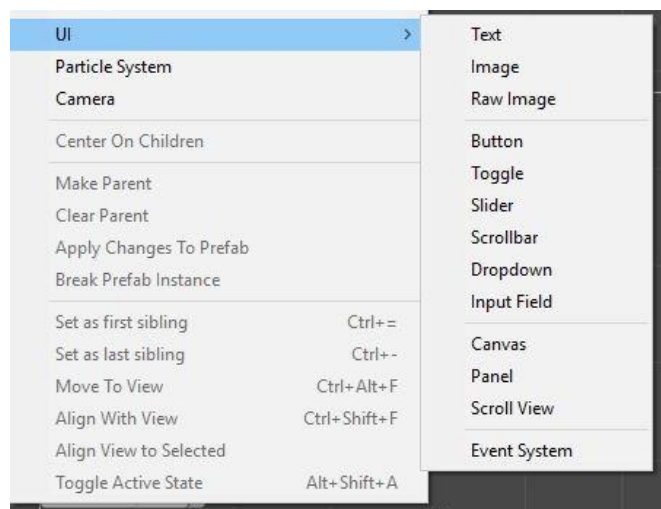 UI >
Particle System
Camera
Center On Children
Make Parent
Clear Parent
Apply Changes To Prefab
Break Prefab Instance
Set as first sibling Ctrl+=
Set as last sibling Ctrl+-
Move To View Ctrl+Alt+F
Align With View Ctrl+Shift+F
Align View to Selected
Toggle Active State Alt+Shift+A
Text
Image
Raw Image
Button
Toggle
Slider
Scrollbar
Dropdown
Input Field
Canvas
Panel
Scroll View
Event System